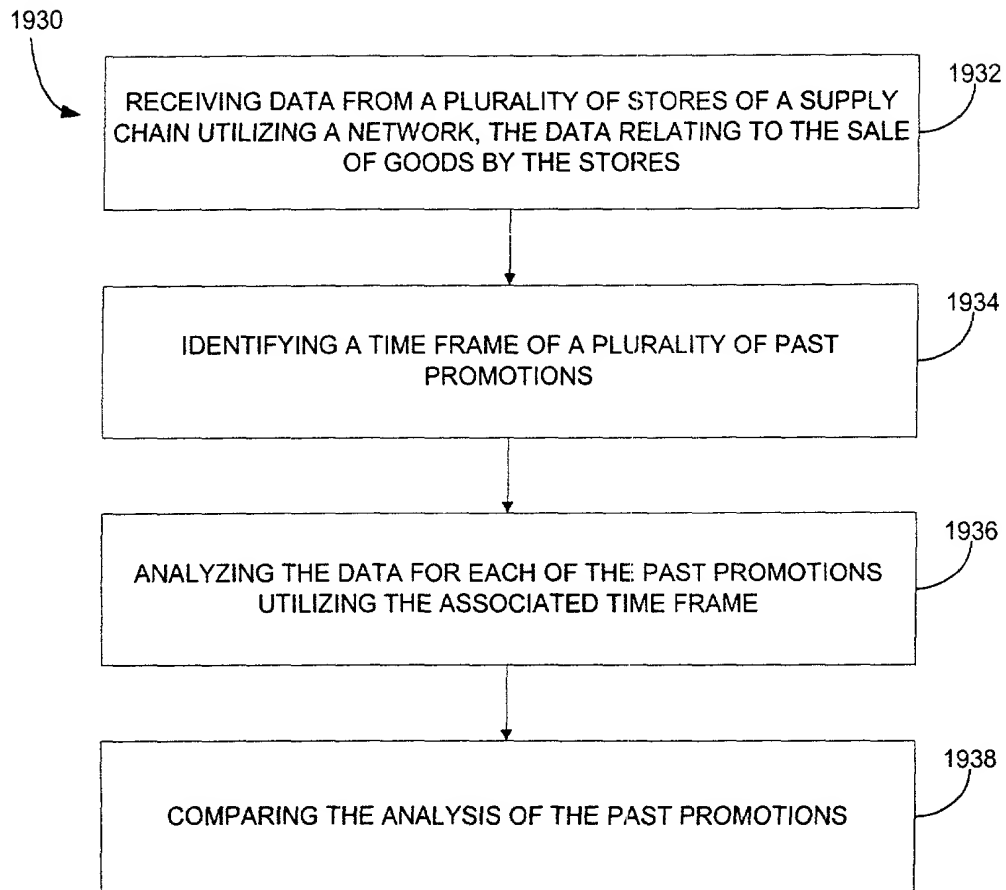 1930
1932
RECEIVING DATA FROM A PLURALITY OF STORES OF A SUPPLY
CHAIN UTILIZING A NETWORK, THE DATA RELATING TO THE SALE
OF GOODS BY THE STORES
1934
IDENTIFYING A TIME FRAME OF A PLURALITY OF PAST
PROMOTIONS
1936
ANALYZING THE DATA FOR EACH OF THE PAST PROMOTIONS
UTILIZING THE ASSOCIATED TIME FRAME
1938
COMPARING THE ANALYSIS OF THE PAST PROMOTIONS